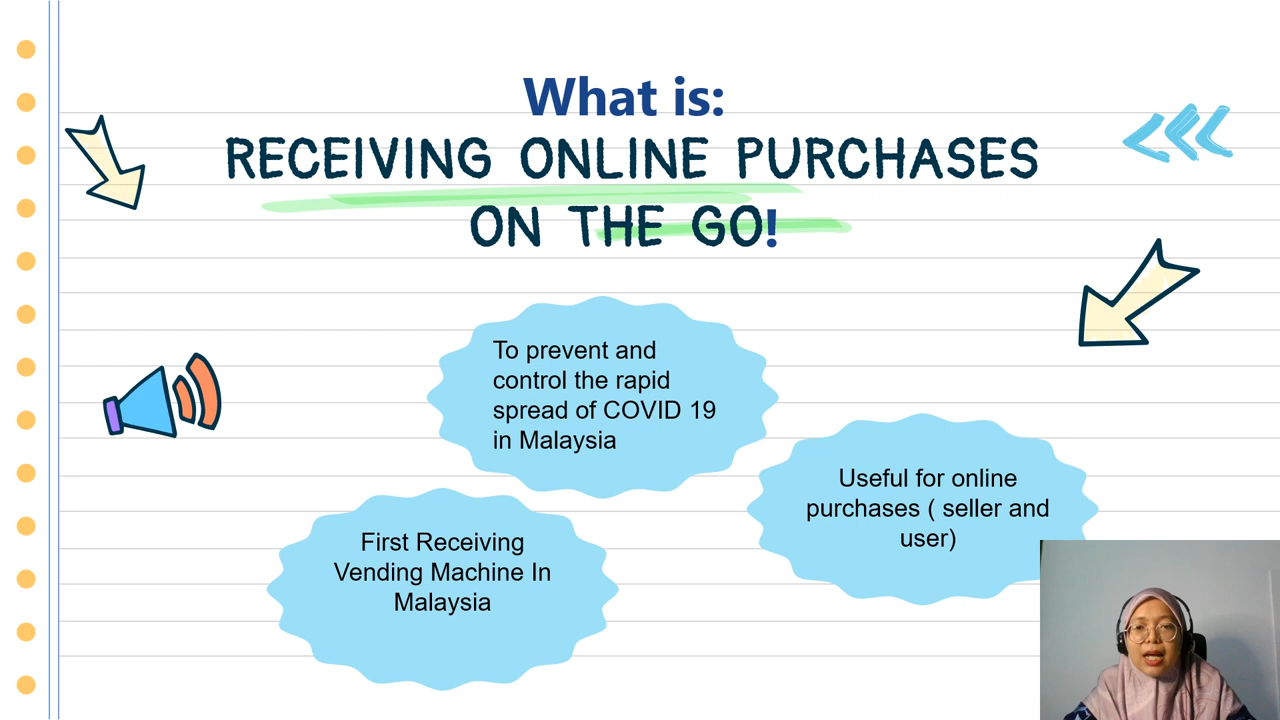 What is:
RECEIVING ONLINE PURCHASES
ON THE GO!
To prevent and
control the rapid
spread of COVID 19
in Malaysia
Useful for online
purchases ( seller and
user)
First Receiving
Vending Machine In
Malaysia